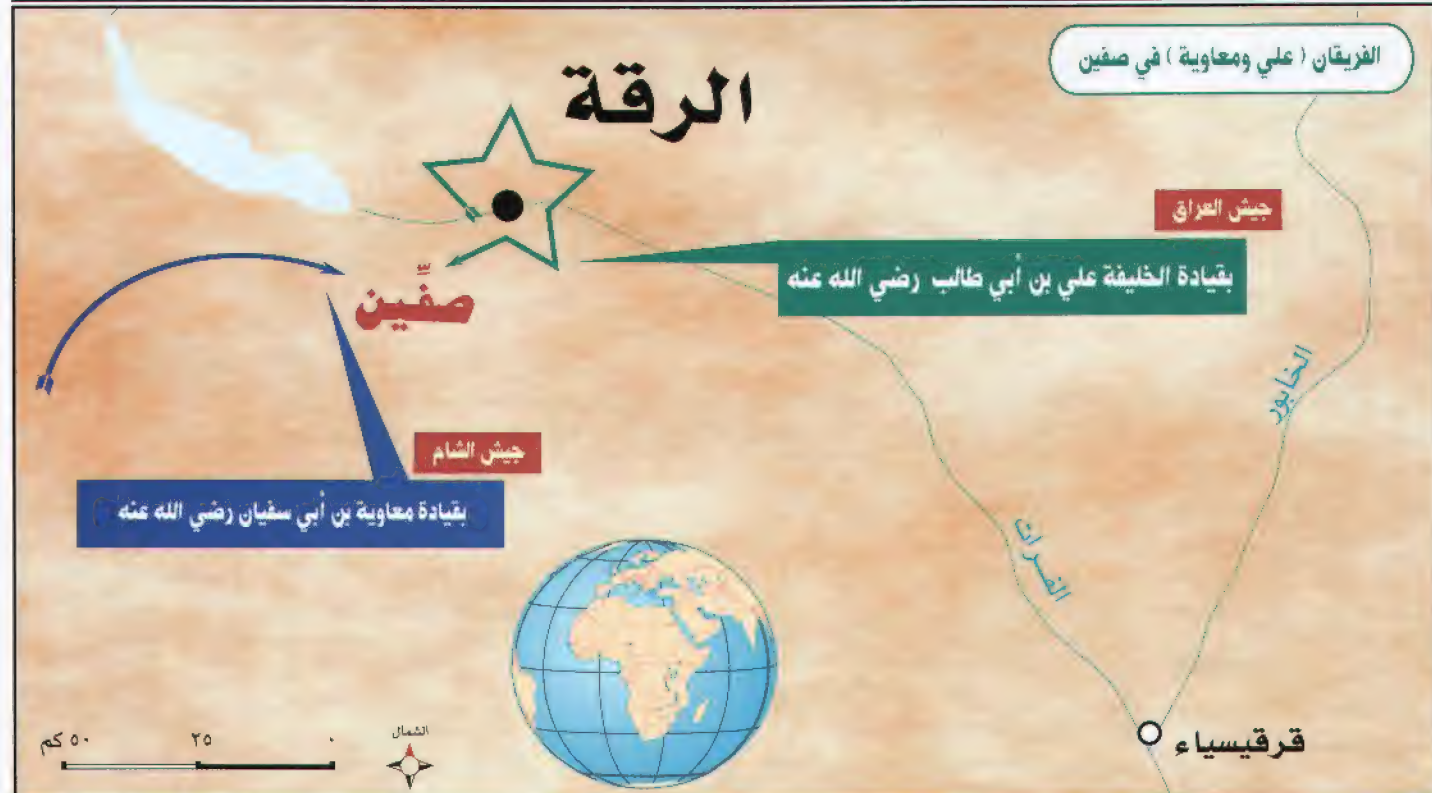 الفريقان ( علي ومعاوية ) في صفين
الرقة
جيش العراق
بقيادة الخليفة علي بن أبي طالب رضي الله عنه
صفّين
جيش الشام
بقيادة معاوية بن أبي سفيان رضي الله عنه
الخابور
الفرات
قرقيسياء
الشمال
٠ ٢٥ ٥٠ كم